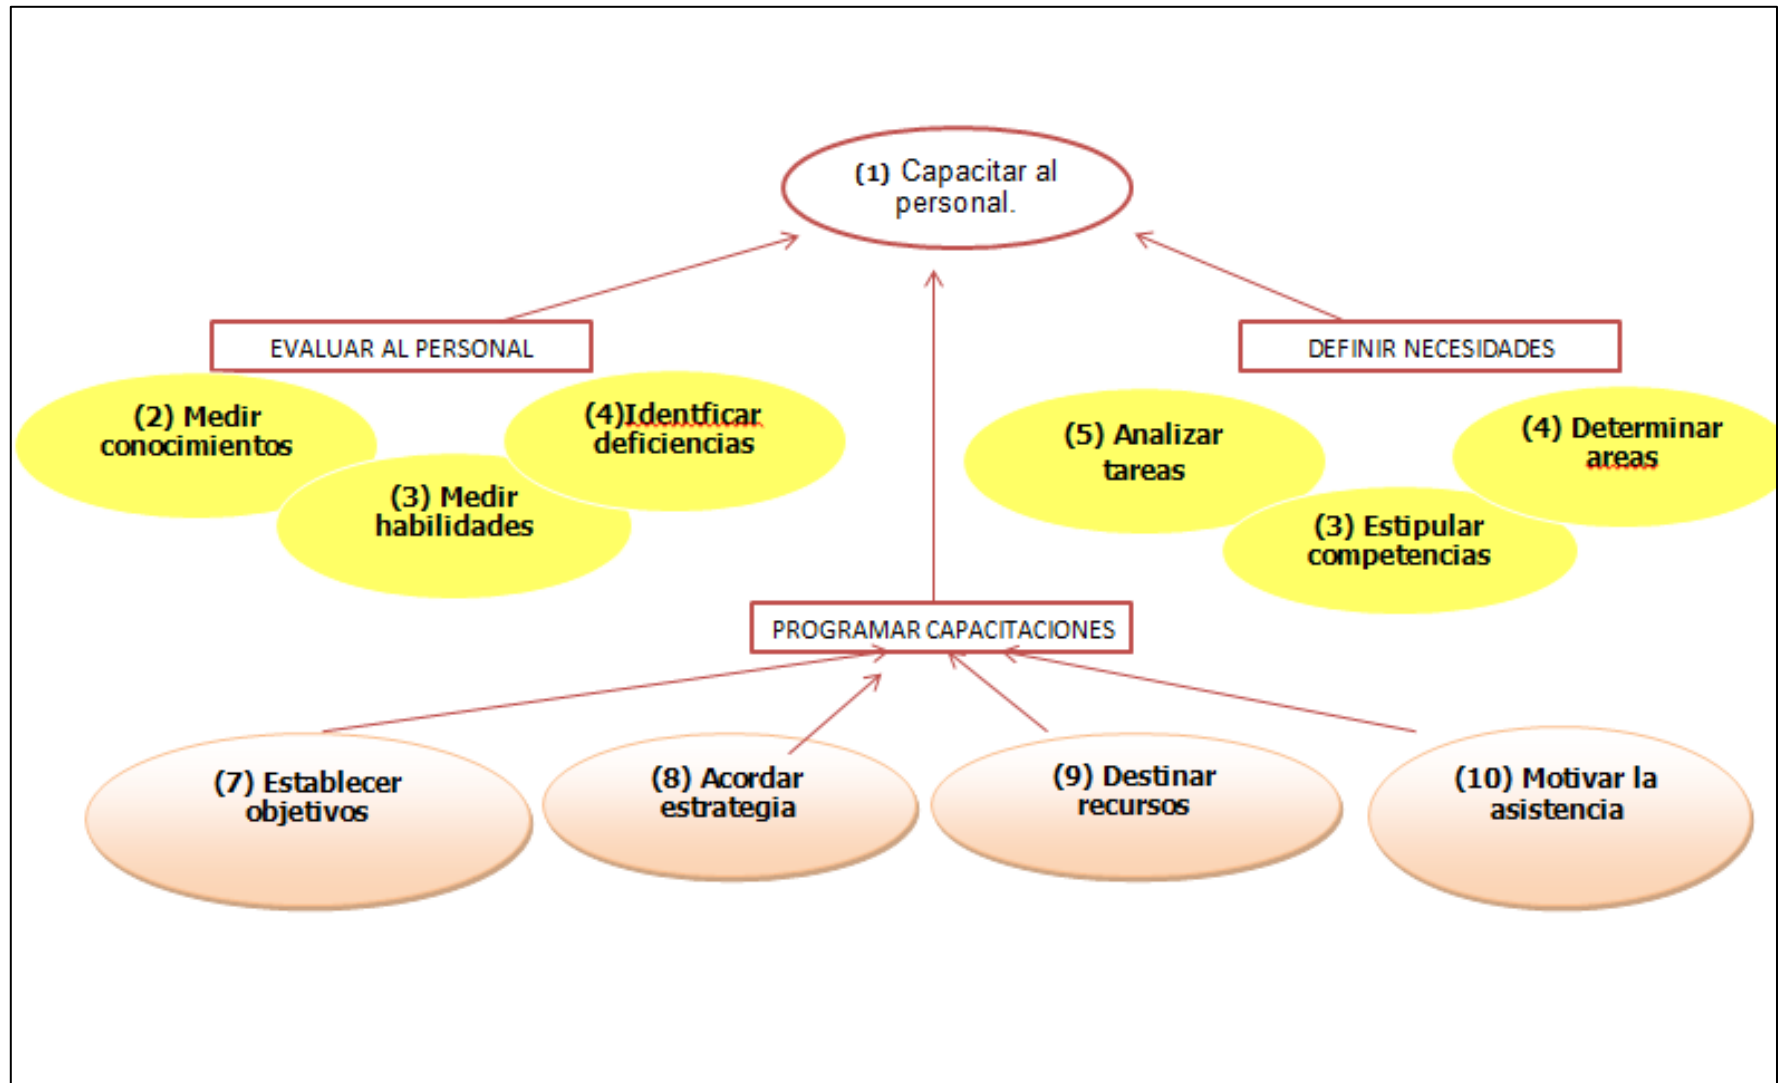 (1) Capacitar al
personal.
EVALUAR AL PERSONAL
DEFINIR NECESIDADES
(2) Medir
conocimientos
(3) Medir
habilidades
(4)Identficar
deficiencias
(5) Analizar
tareas
(3) Estipular
competencias
(4) Determinar
areas
PROGRAMAR CAPACITACIONES
(7) Establecer
objetivos
(8) Acordar
estrategia
(9) Destinar
recursos
(10) Motivar la
asistencia